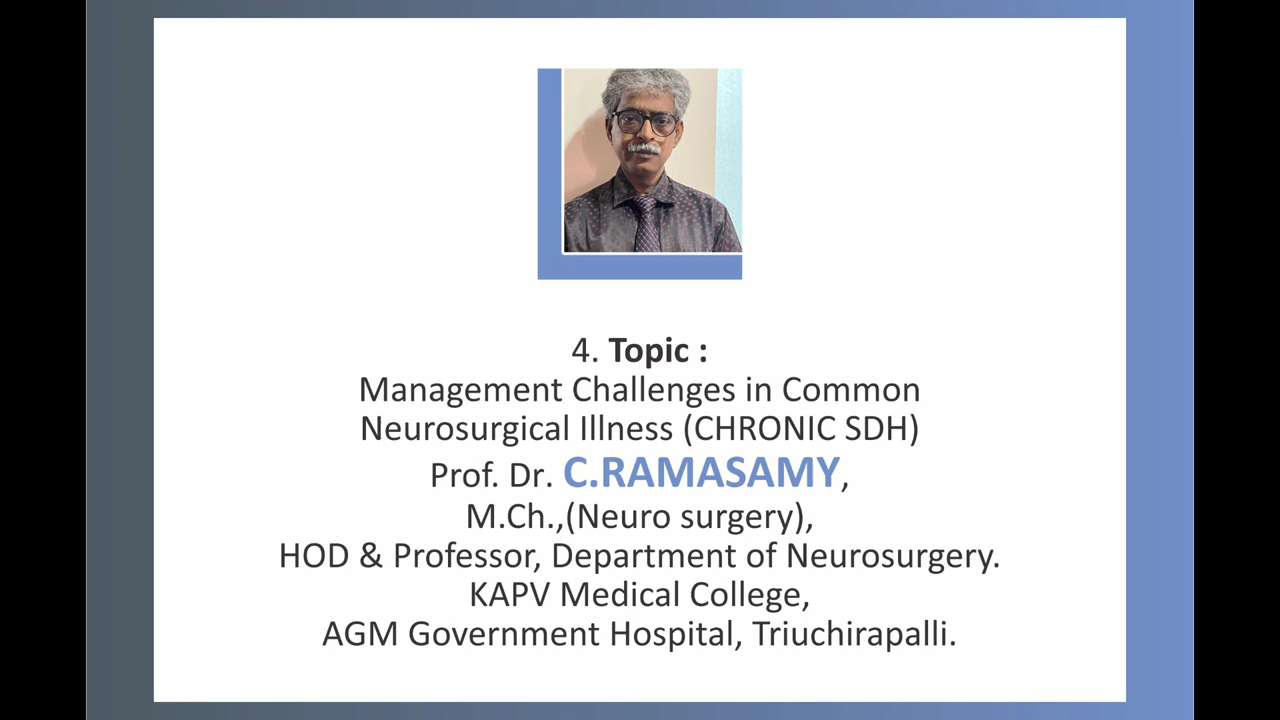 4. Topic :
Management Challenges in Common
Neurosurgical Illness (CHRONIC SDH)
Prof. Dr. C.RAMASAMY,
M.Ch.,(Neuro surgery),
HOD & Professor, Department of Neurosurgery.
KAPV Medical College,
AGM Government Hospital, Triuchirapalli.